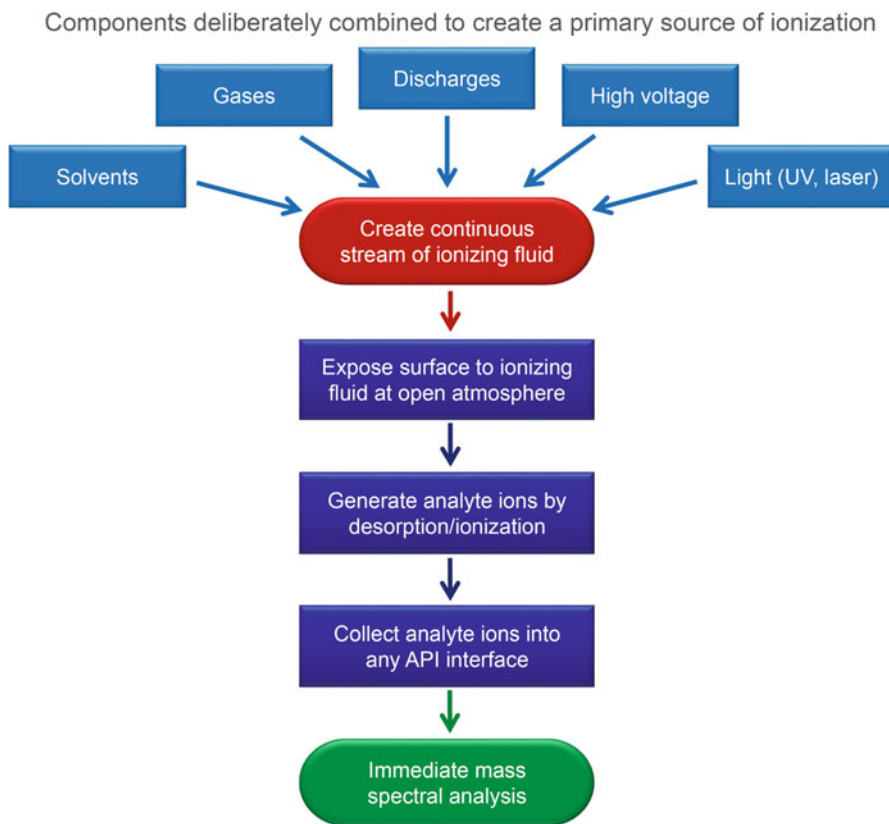 Components deliberately combined to create a primary source of ionization
Discharges
Gases
High voltage
Solvents
Light (UV, laser)
Create continuous
stream of ionizing fluid
Expose surface to ionizing
fluid at open atmosphere
Generate analyte ions by
desorption/ionization
Collect analyte ions into
any API interface
Immediate mass
spectral analysis